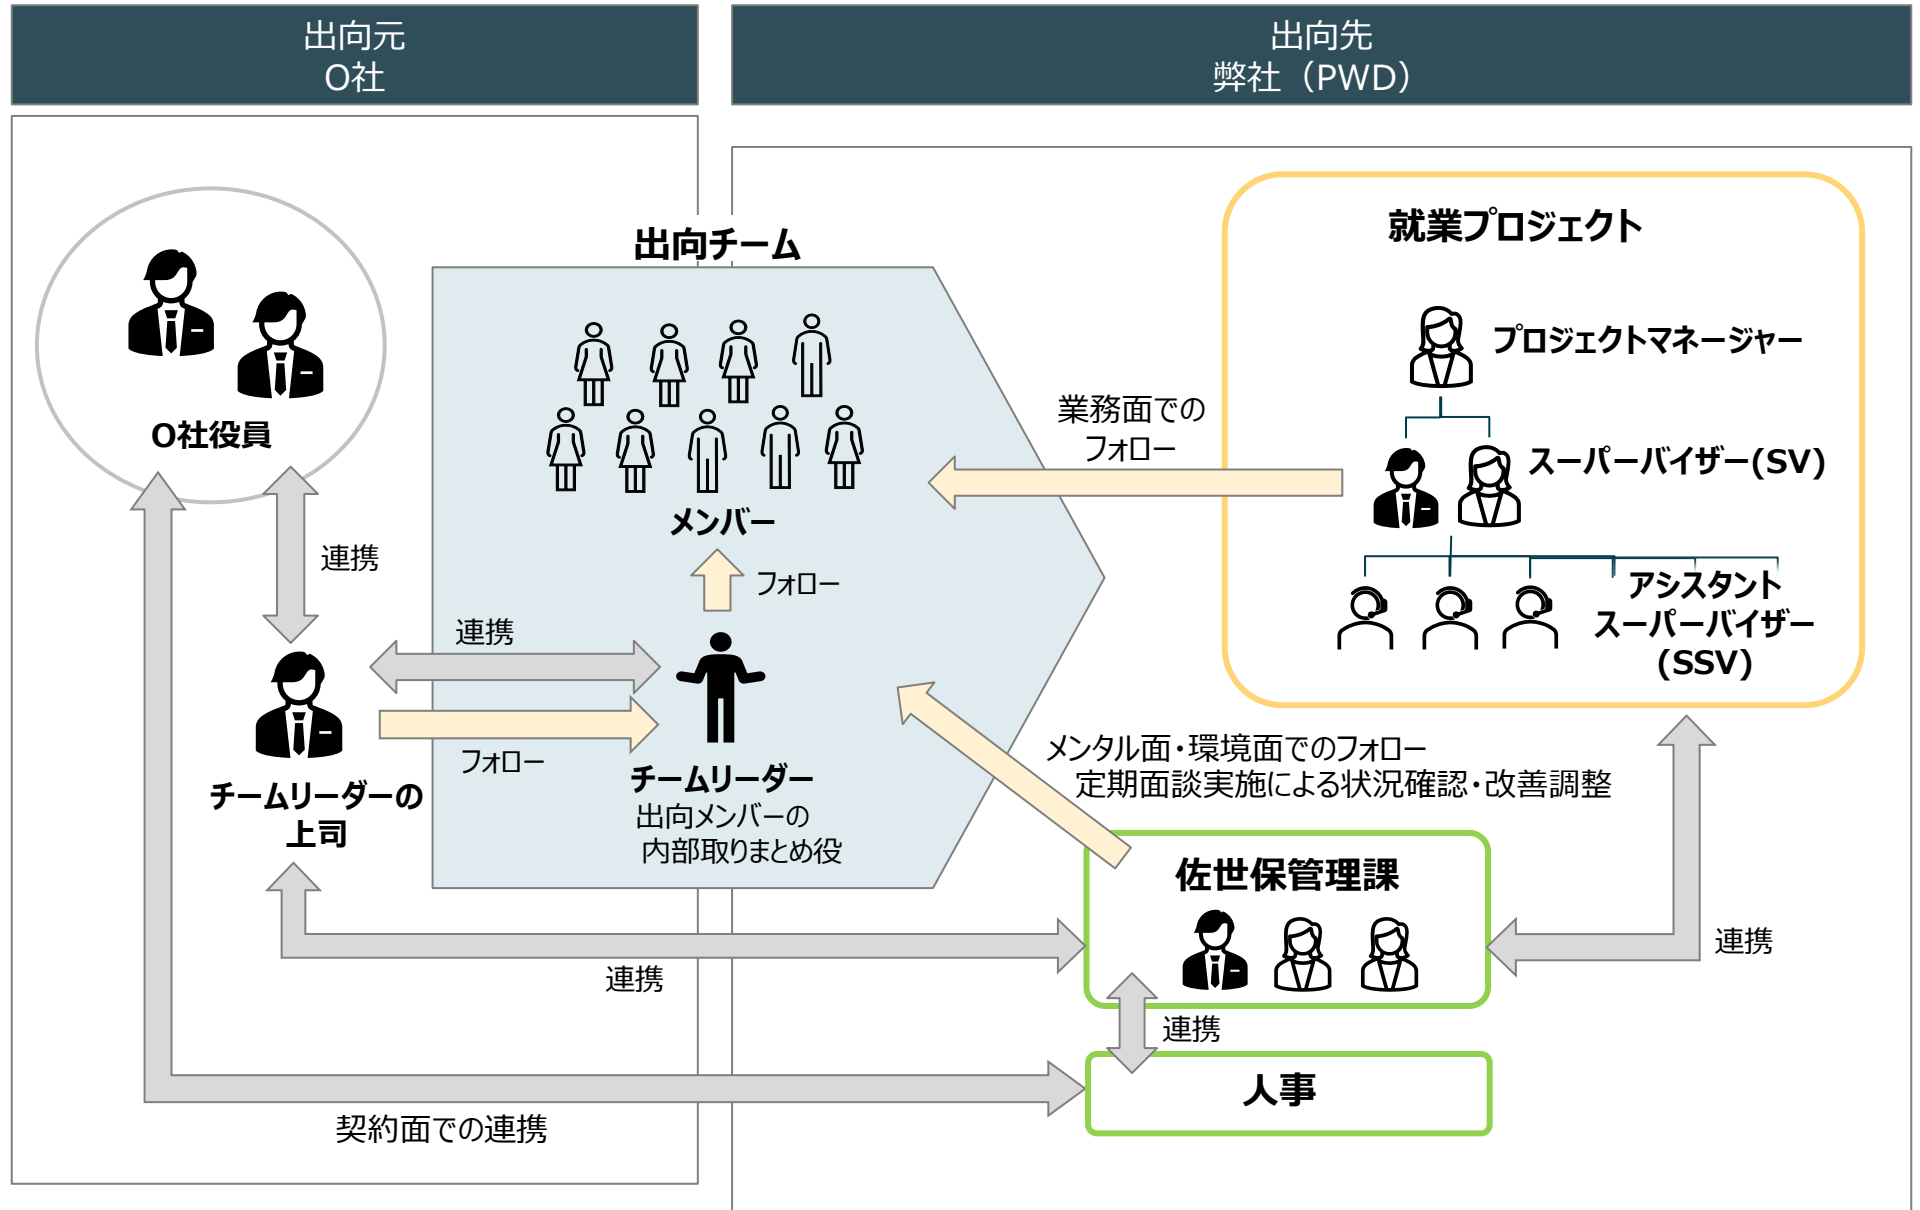 出向元
O社
出向先
弊社（PWD）
出向チーム
就業プロジェクト
プロジェクトマネージャー
スーパーバイザー(SV)
アシスタント
スーパーバイザー
(SSV)
O社役員
業務面での
フォロー
メンバー
フォロー
連携
連携
フォロー
チームリーダーの
上司
チームリーダー
出向メンバーの
内部取りまとめ役
メンタル面・環境面でのフォロー
定期面談実施による状況確認・改善調整
佐世保管理課
連携
連携
連携
人事
契約面での連携